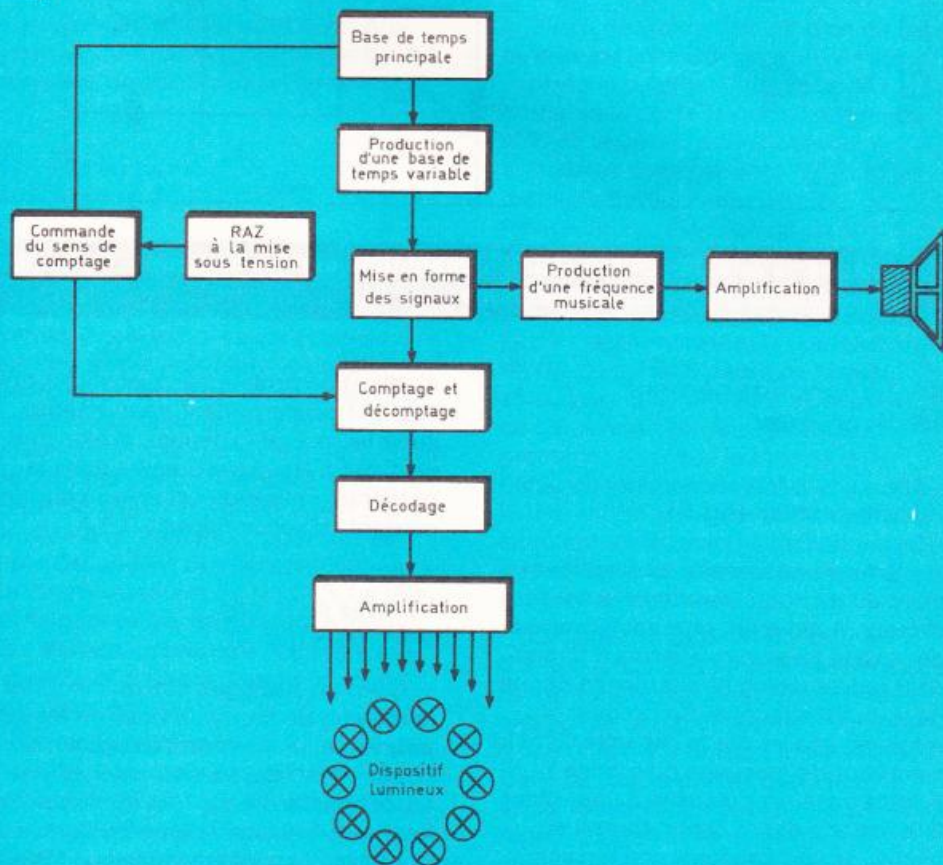 Base de temps
principale
Production
d'une base de
temps variable
Commande
du sens de
comptage
RAZ
à la mise
sous tension
Mise en forme
des signaux
Production
d'une fréquence
musicale
Amplification
Comptage et
décomptage
Décodage
Amplification
Dispositif
lumineux